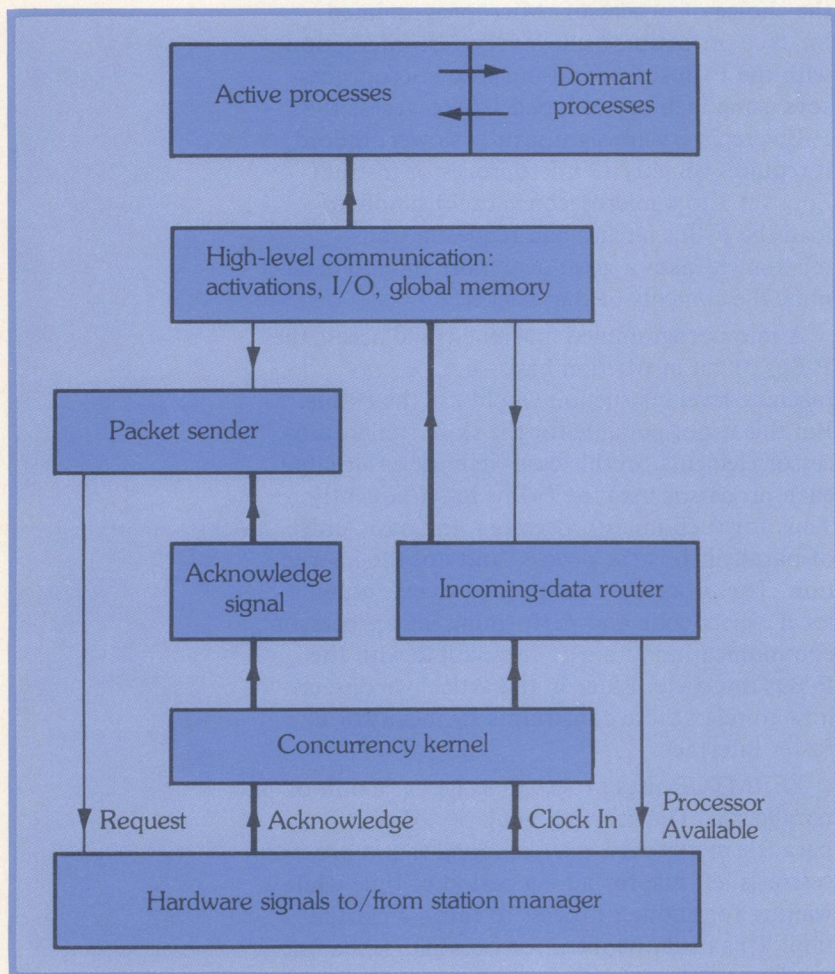 Active processes
Dormant
processes
High-level communication:
activations, I/O, global memory
Packet sender
Acknowledge
signal
Incoming-data router
Concurrency kernel
Request
Acknowledge
Clock In
Processor
Available
Hardware signals to/from station manager